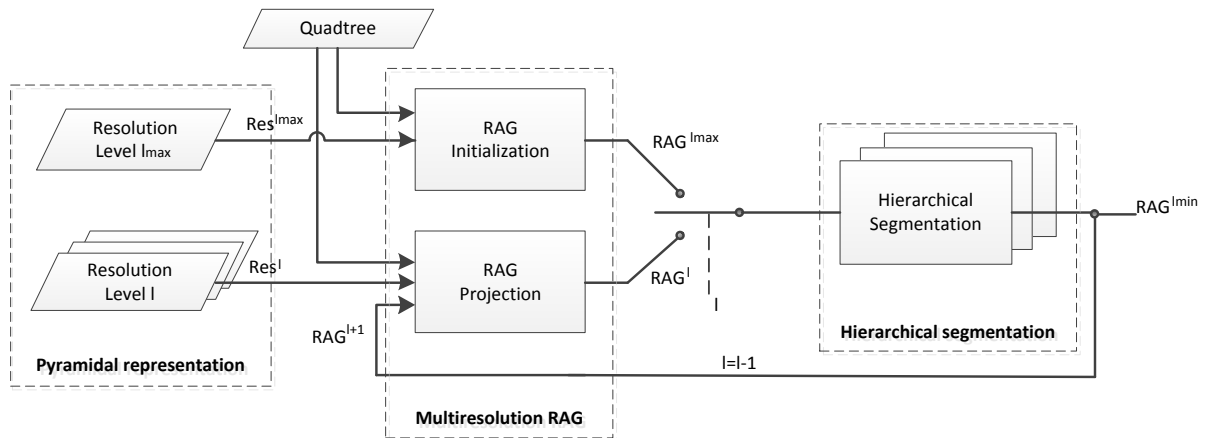 Quadtree
Resolution
Level lmax
Res^lmax
RAG
Initialization
RAG^lmax
Hierarchical
Segmentation
RAG^lmin
Resolution
Level l
Res^l
RAG
Projection
RAG^l
l
RAG^l+1
l=l-1
Pyramidal representation
Multiresolution RAG
Hierarchical segmentation